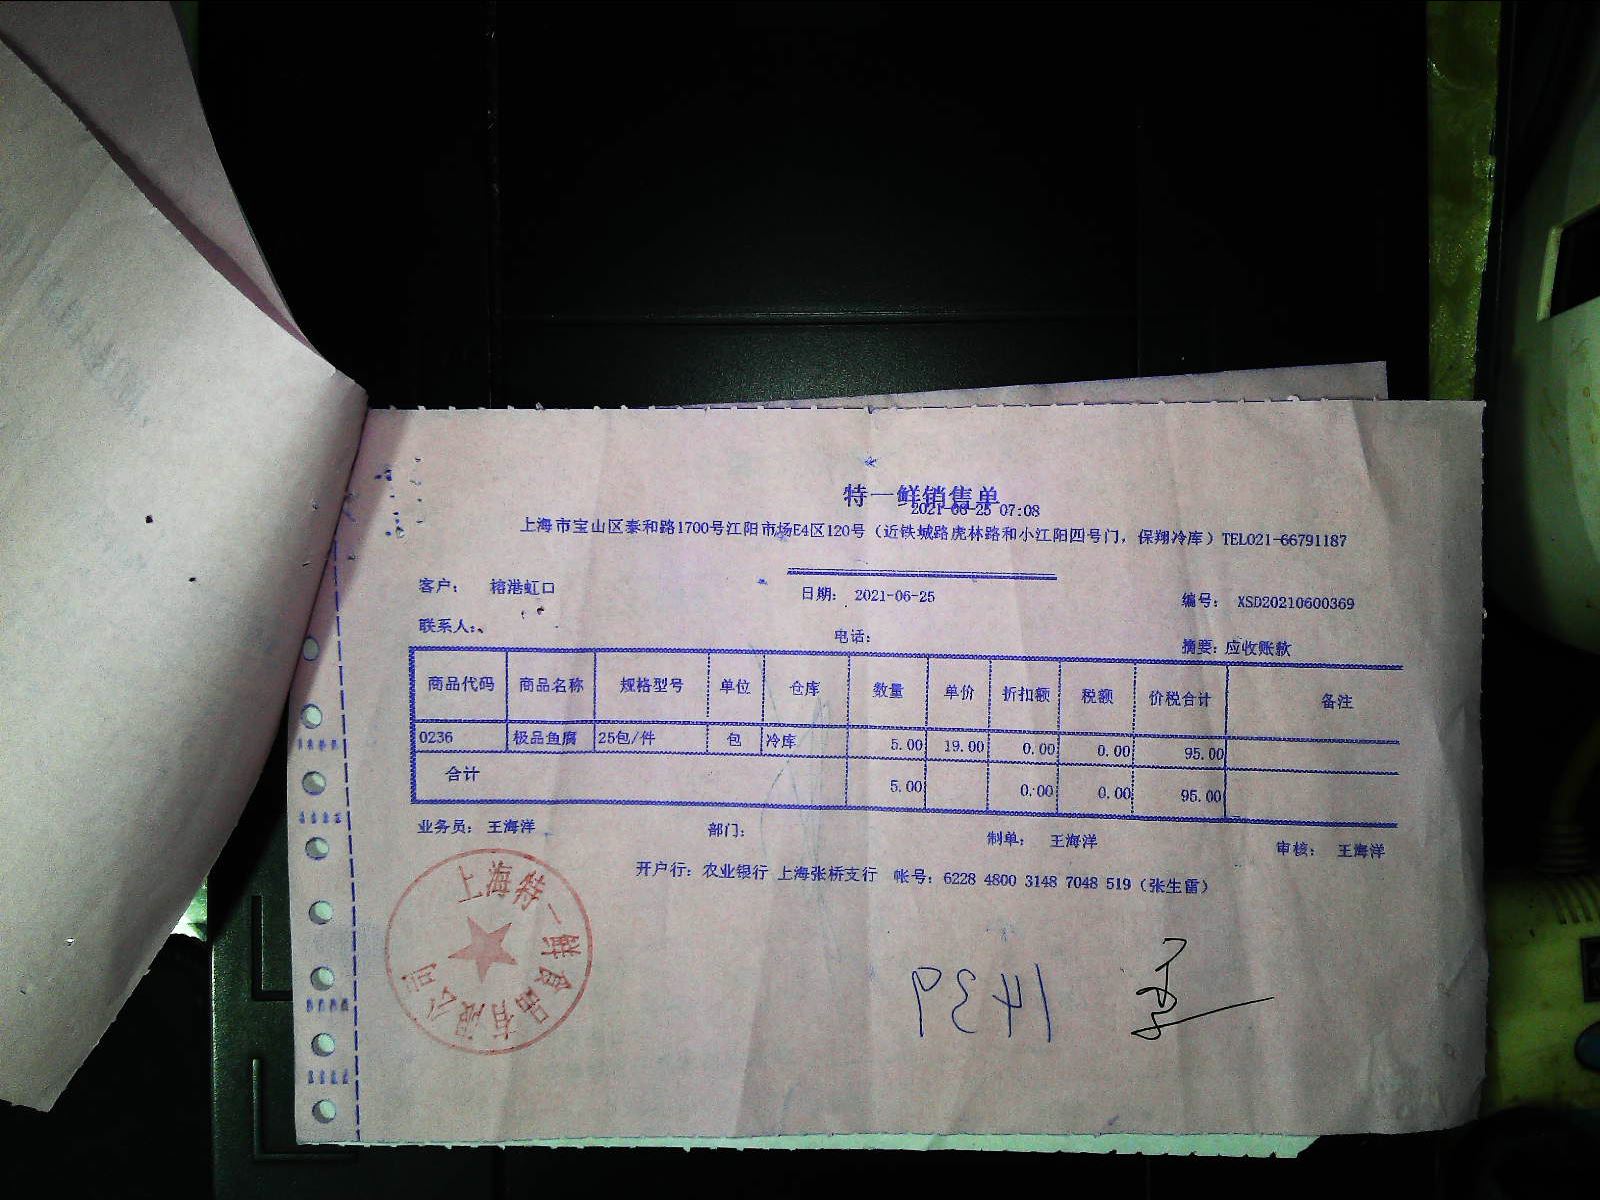 特一鲜销售单
2021-06-25 07:08
上海市宝山区泰和路1700号江阳市场E4区120号（近铁城路虎林路和小江阳四号门，保翔冷库）TEL021-66791187
客户： 榕港虹口 日期： 2021-06-25 编号： XSD20210600369
联系人： 电话： 摘要：应收账款
商品代码 商品名称 规格型号 单位 仓库 数量 单价 折扣额 税额 价税合计 备注
0236 极品鱼腐 25包/件 包 冷库 5.00 19.00 0.00 0.00 95.00
合计 5.00 0.00 0.00 95.00
业务员： 王海洋 部门： 制单： 王海洋 审核： 王海洋
开户行：农业银行 上海张桥支行 帐号：6228 4800 3148 7048 519（张生雷）
上海特一鲜食品有限公司